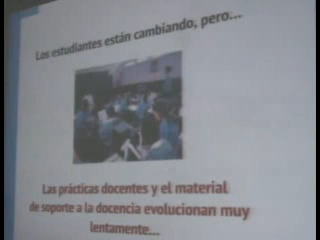 Los estudiantes están cambiando, pero...
Las prácticas docentes y el material
de soporte a la docencia evolucionan muy
lentamente...